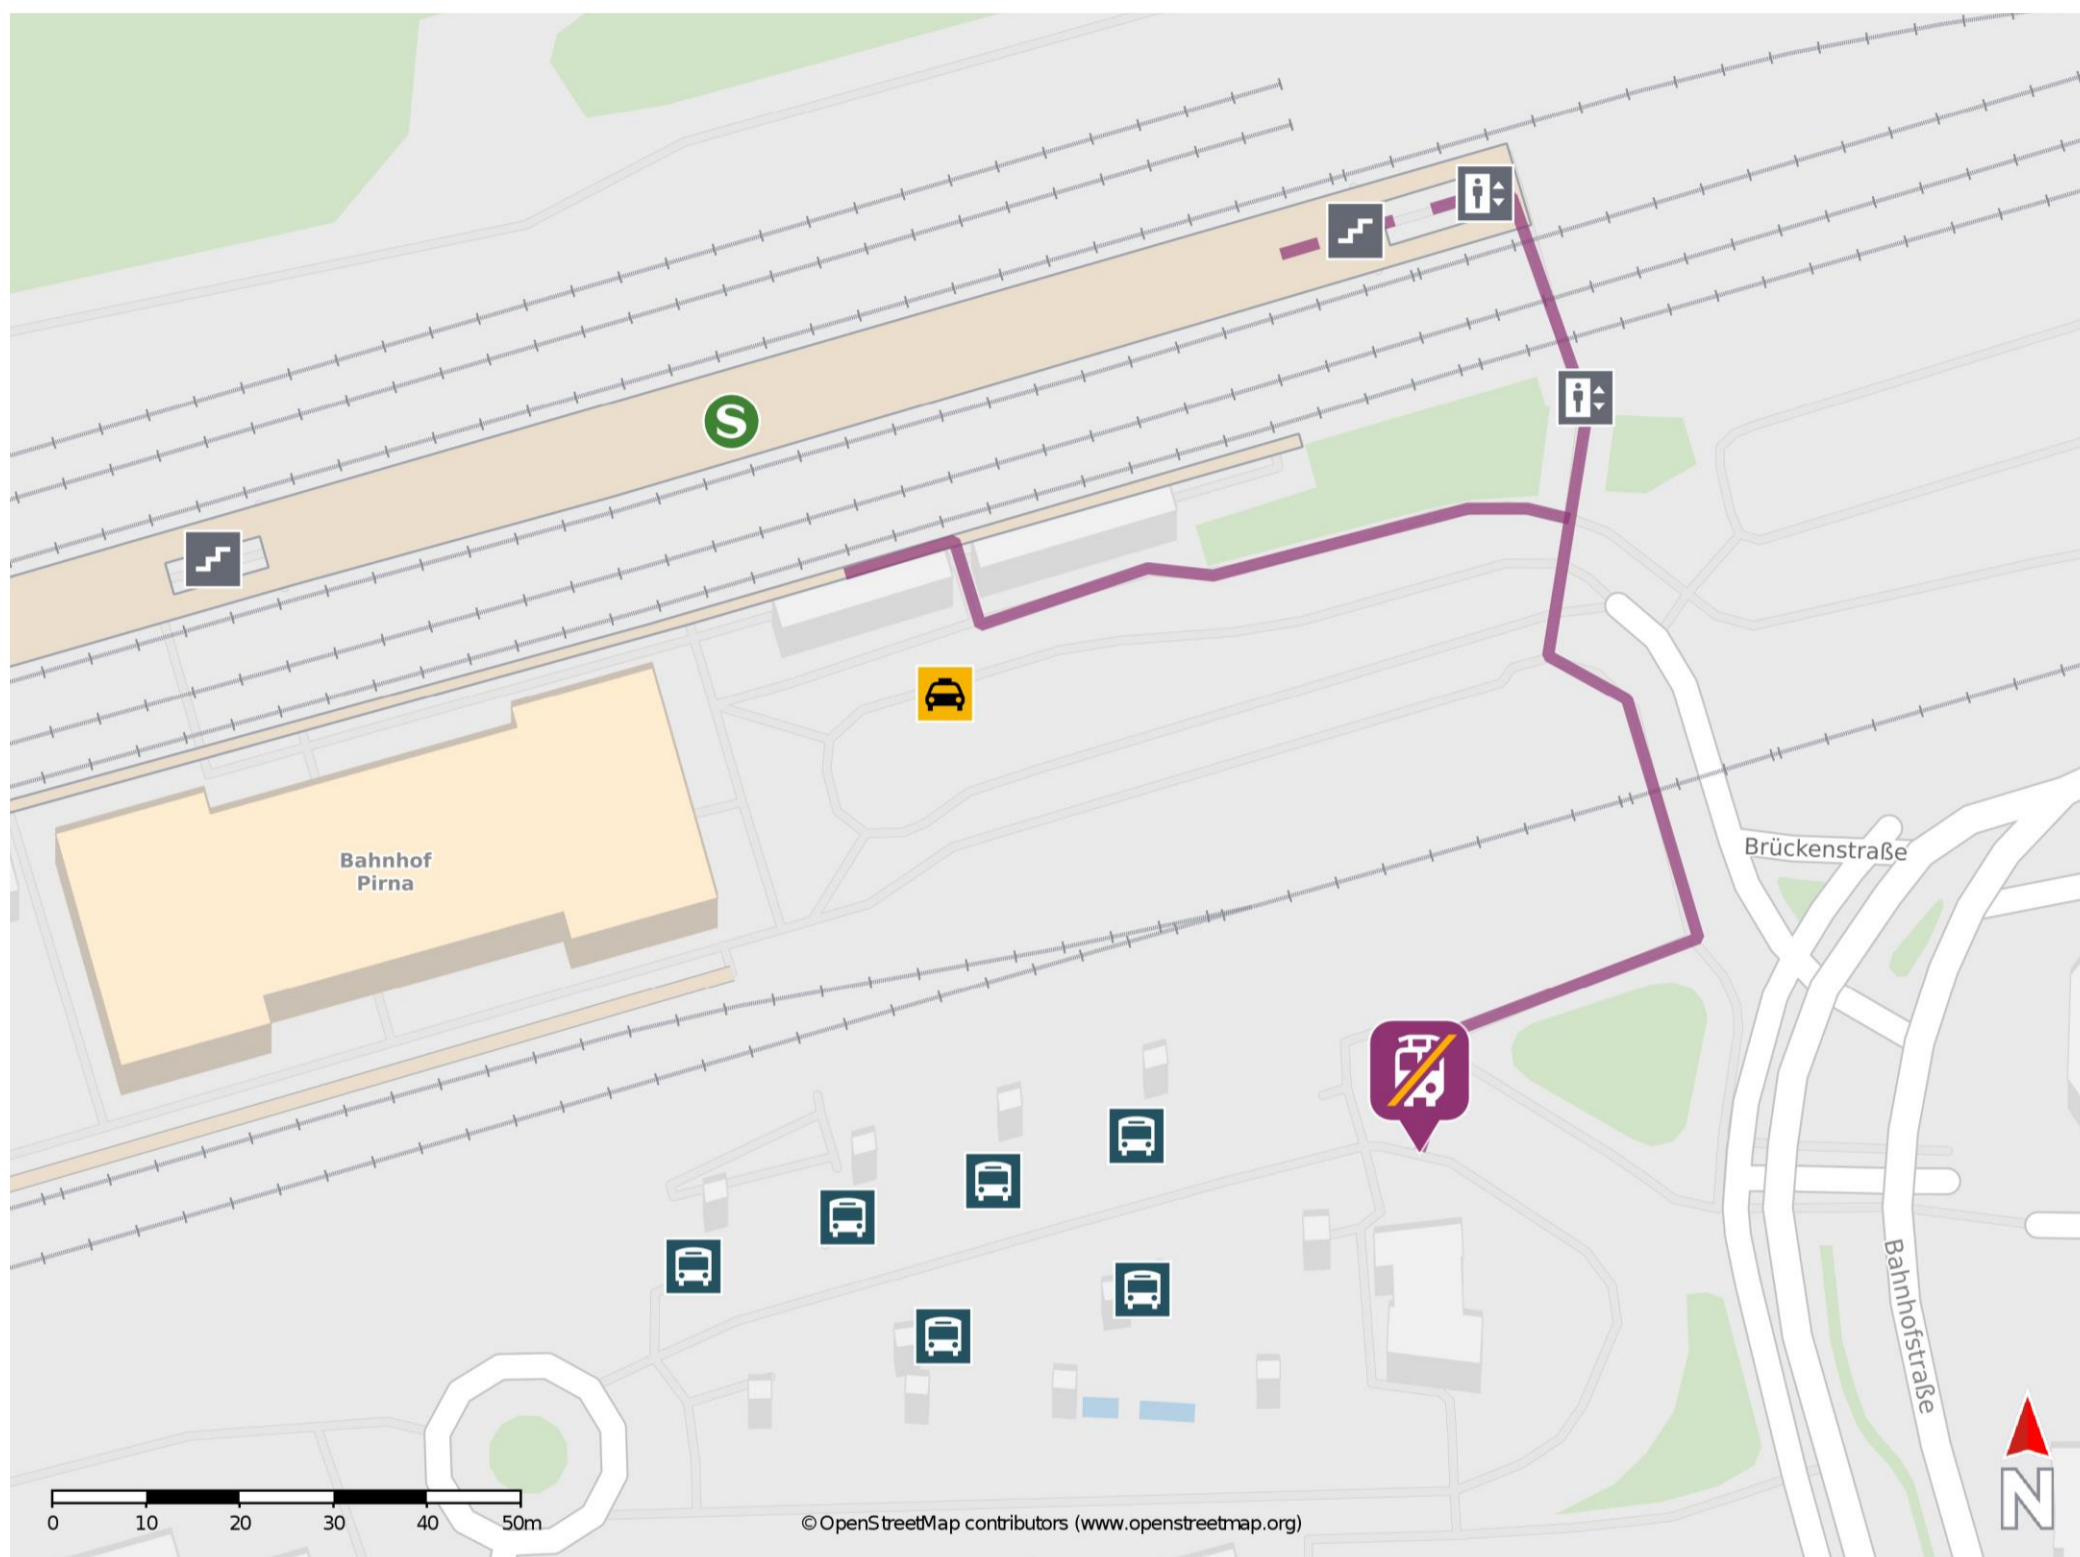 S
Bahnhof
Pirna
Brückenstraße
Bahnhofstraße
0 10 20 30 40 50m
© OpenStreetMap contributors (www.openstreetmap.org)
N